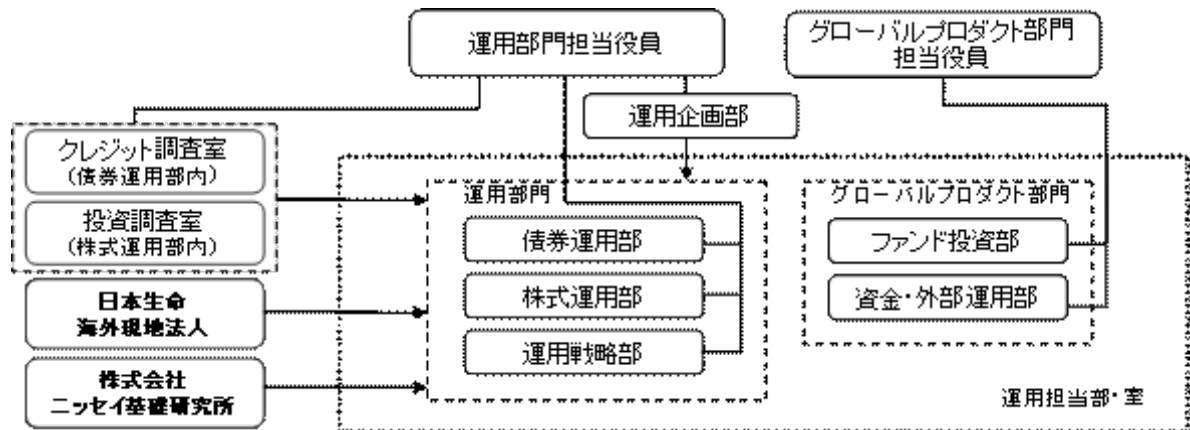 運用部門担当役員
グローバルプロダクト部門
担当役員
運用企画部
クレジット調査室
(債券運用部内)
投資調査室
(株式運用部内)
日本生命
海外現地法人
株式会社
ニッセイ基礎研究所
運用部門
債券運用部
株式運用部
運用戦略部
グローバルプロダクト部門
ファンド投資部
資金・外部運用部
運用担当部・室